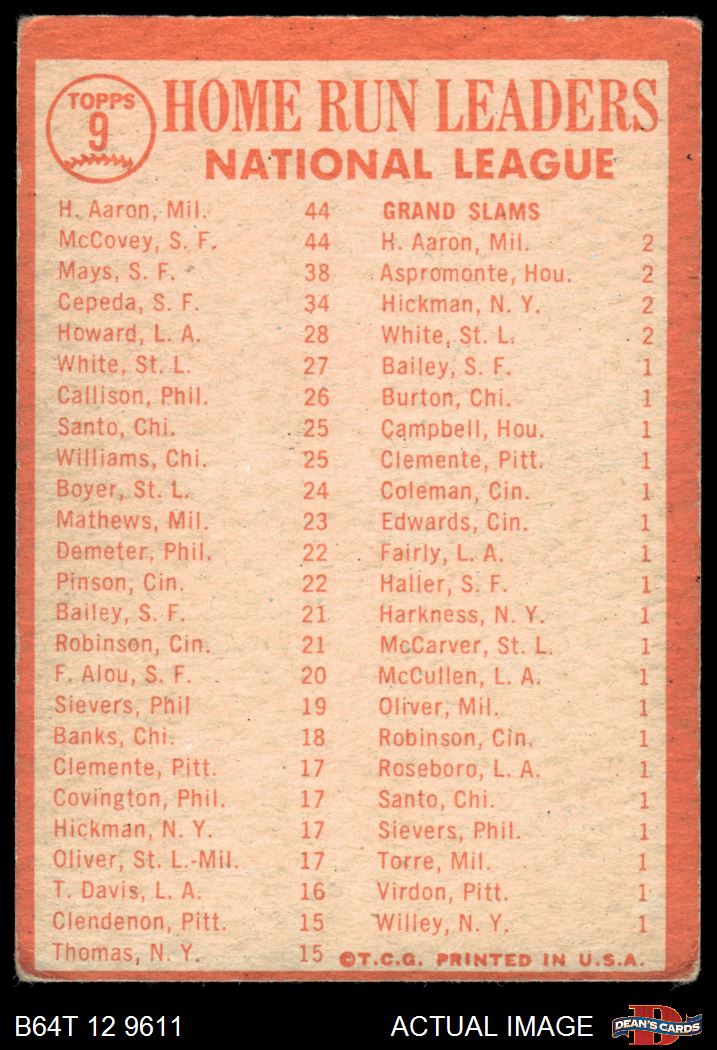 TOPPS
9
HOME RUN LEADERS
NATIONAL LEAGUE
H. Aaron, Mil. 44
McCovey, S. F. 44
Mays, S. F. 38
Cepeda, S. F. 34
Howard, L. A. 28
White, St. L. 27
Callison, Phil. 26
Santo, Chi. 25
Williams, Chi. 25
Boyer, St. L. 24
Mathews, Mil. 23
Demeter, Phil. 22
Pinson, Cin. 22
Bailey, S. F. 21
Robinson, Cin. 21
F. Alou, S. F. 20
Sievers, Phil 19
Banks, Chi. 18
Clemente, Pitt. 17
Covington, Phil. 17
Hickman, N. Y. 17
Oliver, St. L.-Mil. 17
T. Davis, L. A. 16
Clendenon, Pitt. 15
Thomas, N. Y. 15
GRAND SLAMS
H. Aaron, Mil. 2
Aspromonte, Hou. 2
Hickman, N. Y. 2
White, St. L. 2
Bailey, S. F. 1
Burton, Chi. 1
Campbell, Hou. 1
Clemente, Pitt. 1
Coleman, Cin. 1
Edwards, Cin. 1
Fairly, L. A. 1
Haller, S. F. 1
Harkness, N. Y. 1
McCarver, St. L. 1
McCullen, L. A. 1
Oliver, Mil. 1
Robinson, Cin. 1
Roseboro, L. A. 1
Santo, Chi. 1
Sievers, Phil. 1
Torre, Mil. 1
Virdon, Pitt. 1
Willey, N. Y. 1
©T.C.G. PRINTED IN U.S.A.
B64T 12 9611
ACTUAL IMAGE
D
DEAN'S CARDS